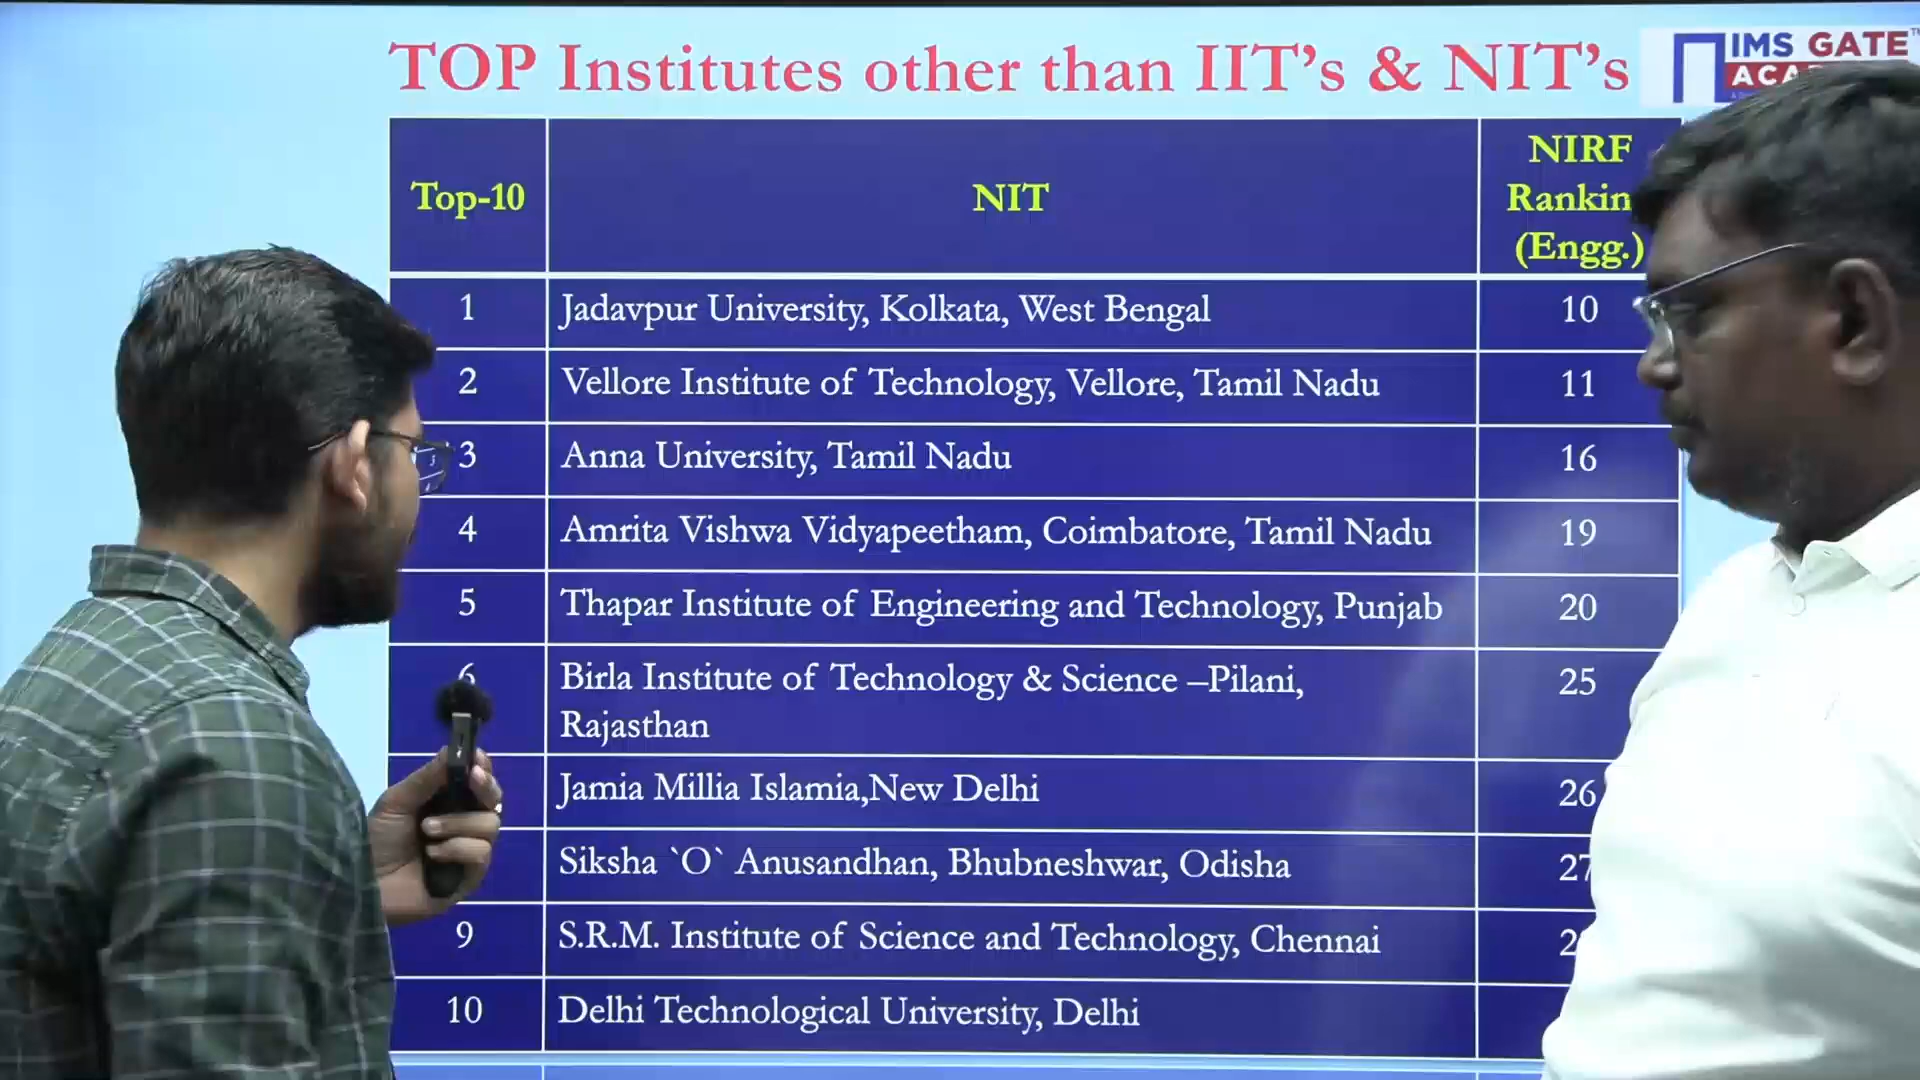 TOP Institutes other than IIT's & NIT's
IMS GATE
Top-10 NIT NIRF
(Engg.)
1 Jadavpur University, Kolkata, West Bengal 10
2 Vellore Institute of Technology, Vellore, Tamil Nadu 11
3 Anna University, Tamil Nadu 16
4 Amrita Vishwa Vidyapeetham, Coimbatore, Tamil Nadu 19
5 Thapar Institute of Engineering and Technology, Punjab 20
6 Birla Institute of Technology & Science –Pilani, 25
Rajasthan
Jamia Millia Islamia,New Delhi 26
Siksha `O` Anusandhan, Bhubneshwar, Odisha 27
9 S.R.M. Institute of Science and Technology, Chennai
10 Delhi Technological University, Delhi